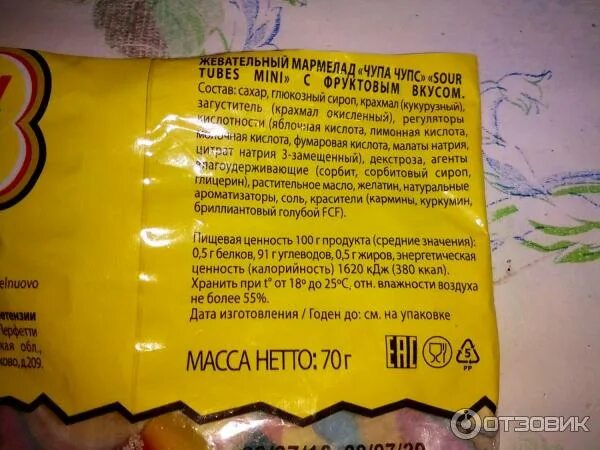 ЖЕВАТЕЛЬНЫЙ МАРМЕЛАД «ЧУПА ЧУПС» «SOUR
TUBES MINI» С ФРУКТОВЫМ ВКУСОМ.
Состав: сахар, глюкозный сироп, крахмал (кукурузный),
загуститель (крахмал окисленный), регуляторы
кислотности (яблочная кислота, лимонная кислота,
молочная кислота, фумаровая кислота, малаты натрия,
цитрат натрия 3-замещенный), декстроза, агенты
влагоудерживающие (сорбит, сорбитовый сироп,
глицерин), растительное масло, желатин, натуральные
ароматизаторы, соль, красители (кармины, куркумин,
бриллиантовый голубой FCF).
Пищевая ценность 100 г продукта (средние значения):
0,5 г белков, 91 г углеводов, 0,5 г жиров, энергетическая
ценность (калорийность) 1620 кДж (380 ккал).
Хранить при t° от 18º до 25ºС, отн. влажности воздуха
не более 55%.
Дата изготовления / Годен до: см. на упаковке
МАССА НЕТТО: 70 г
EAC
5
PP
elnuovo
етензии
Перфетти
кая обл.,
ково, д.209.
ОТЗОВИК